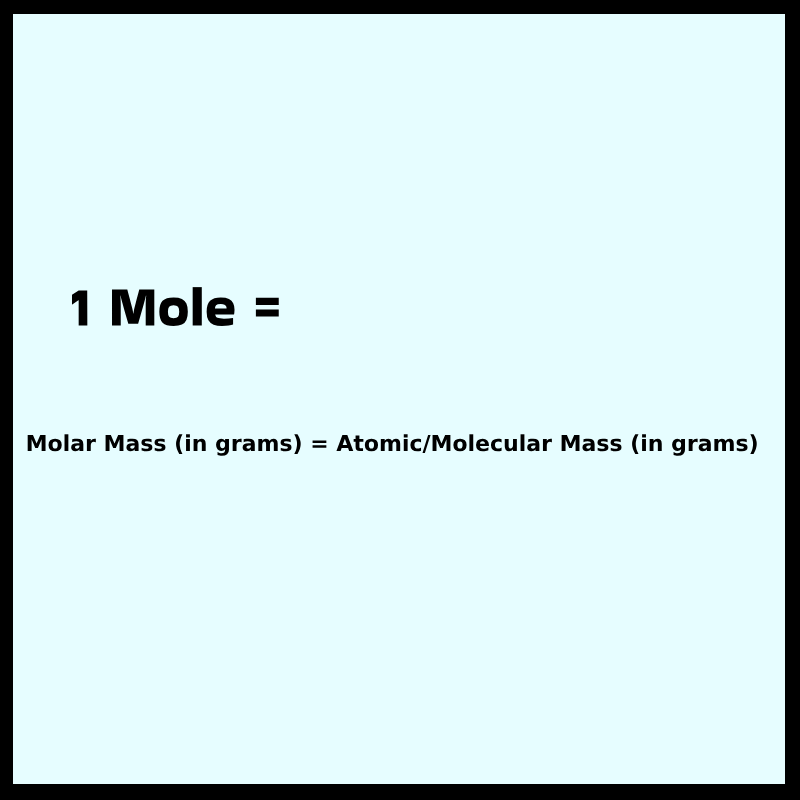 1 Mole =
Molar Mass (in grams) = Atomic/Molecular Mass (in grams)